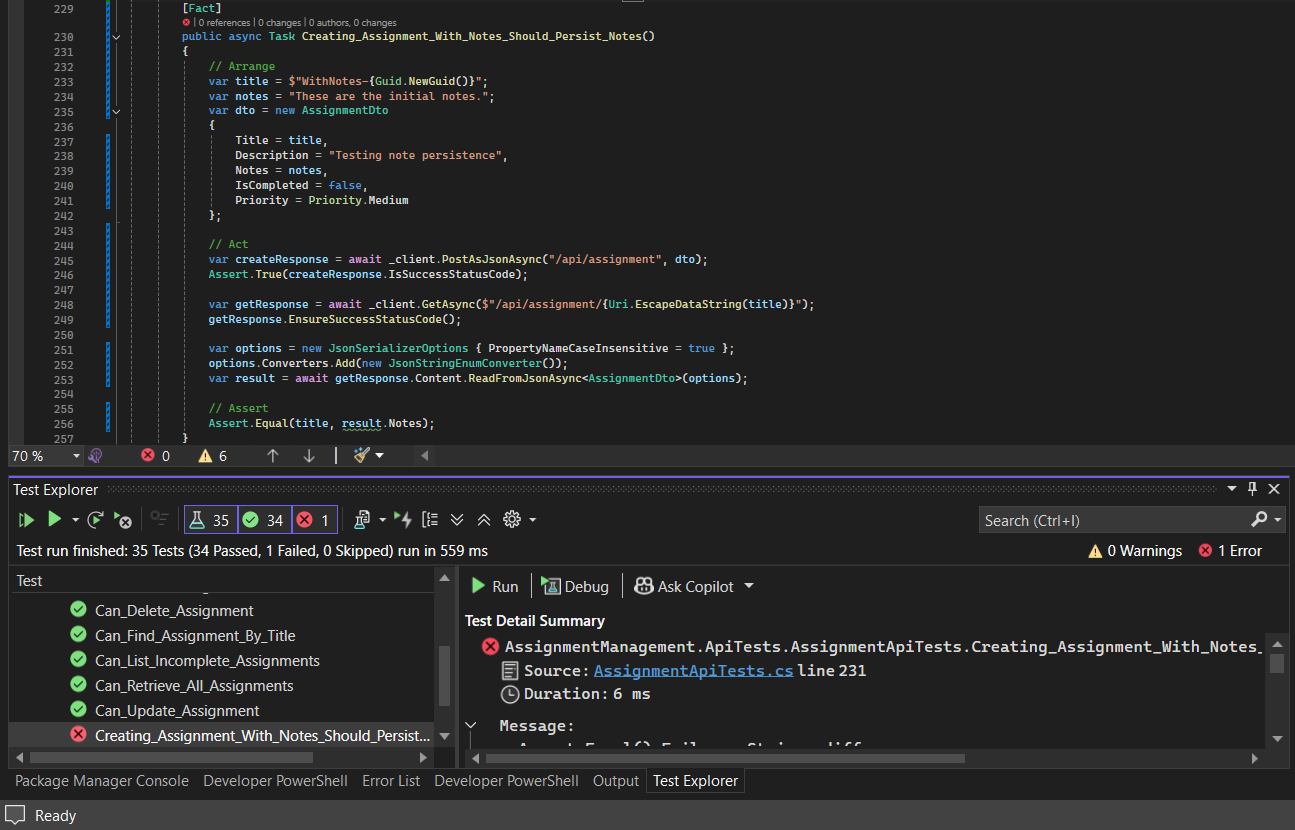 229 [Fact]
| 0 references | 0 changes | 0 authors, 0 changes
230 public async Task Creating_Assignment_With_Notes_Should_Persist_Notes()
231 {
232 // Arrange
233 var title = $"WithNotes-{Guid.NewGuid()}";
234 var notes = "These are the initial notes.";
235 var dto = new AssignmentDto
236 {
237 Title = title,
238 Description = "Testing note persistence",
239 Notes = notes,
240 IsCompleted = false,
241 Priority = Priority.Medium
242 };
243
244 // Act
245 var createResponse = await _client.PostAsJsonAsync("/api/assignment", dto);
246 Assert.True(createResponse.IsSuccessStatusCode);
247
248 var getResponse = await _client.GetAsync($"/api/assignment/{Uri.EscapeDataString(title)}");
249 getResponse.EnsureSuccessStatusCode();
250
251 var options = new JsonSerializerOptions { PropertyNameCaseInsensitive = true };
252 options.Converters.Add(new JsonStringEnumConverter());
253 var result = await getResponse.Content.ReadFromJsonAsync<AssignmentDto>(options);
254
255 // Assert
256 Assert.Equal(title, result.Notes);
257 }
70 % 0 6
Test Explorer
35 34 1 Search (Ctrl+I)
Test run finished: 35 Tests (34 Passed, 1 Failed, 0 Skipped) run in 559 ms 0 Warnings 1 Error
Test
Can_Delete_Assignment
Can_Find_Assignment_By_Title
Can_List_Incomplete_Assignments
Can_Retrieve_All_Assignments
Can_Update_Assignment
Creating_Assignment_With_Notes_Should_Persist...
Run Debug Ask Copilot
Test Detail Summary
AssignmentManagement.ApiTests.AssignmentApiTests.Creating_Assignment_With_Notes_
Source: AssignmentApiTests.cs line 231
Duration: 6 ms
Message:
Package Manager Console Developer PowerShell Error List Developer PowerShell Output Test Explorer
Ready